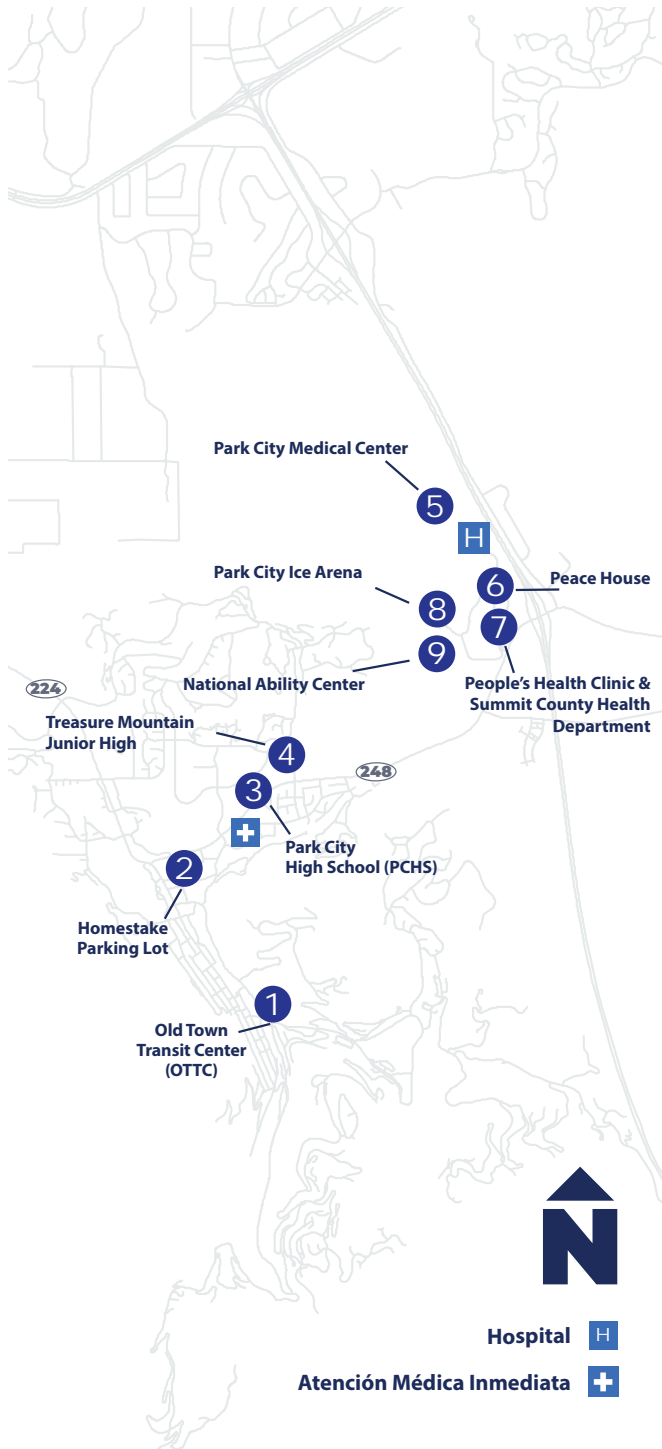 Park City Medical Center
5
H
Park City Ice Arena
6
Peace House
8
7
9
National Ability Center
People’s Health Clinic &
Summit County Health
Department
224
Treasure Mountain
Junior High
4
248
3
Park City
High School (PCHS)
2
Homestake
Parking Lot
1
Old Town
Transit Center
(OTTC)
N
Hospital H
Atención Médica Inmediata